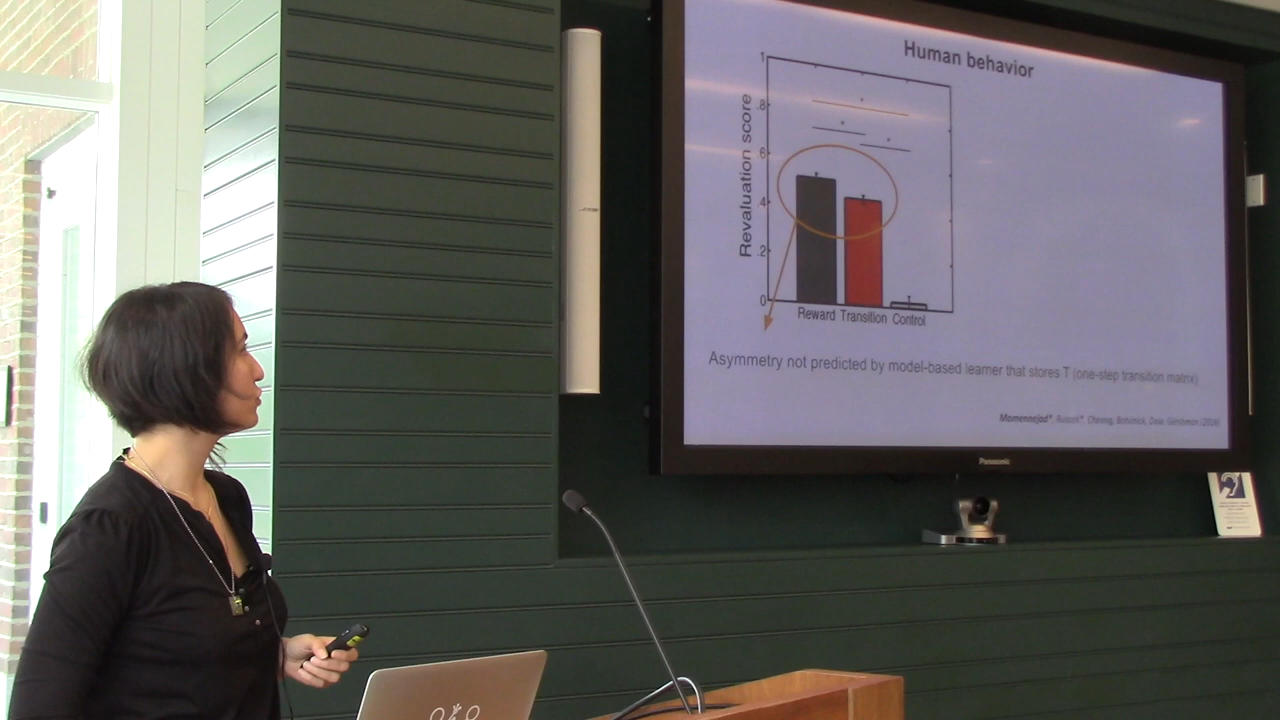 Human behavior
Revaluation score
1
.8
.6
.4
.2
0
Reward Transition Control
Asymmetry not predicted by model-based learner that stores T (one-step transition matrix)
Momennejad*, Russek*, Cheong, Botvinick, Daw, Gershman (2016)
Panasonic